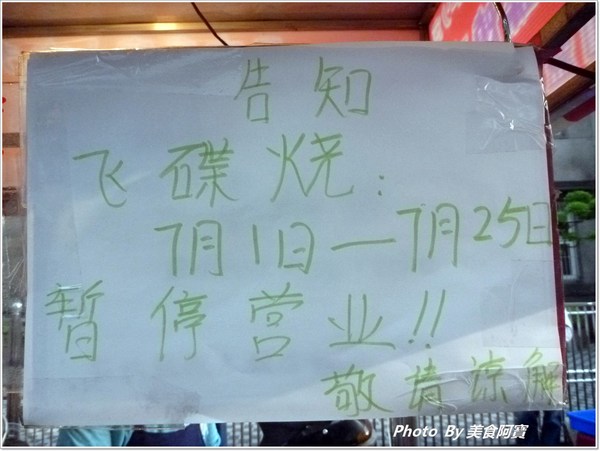 告知
飞碟烧:
7月1日—7月25日
暂停营业!!
敬请谅解
Photo By 美食阿寶